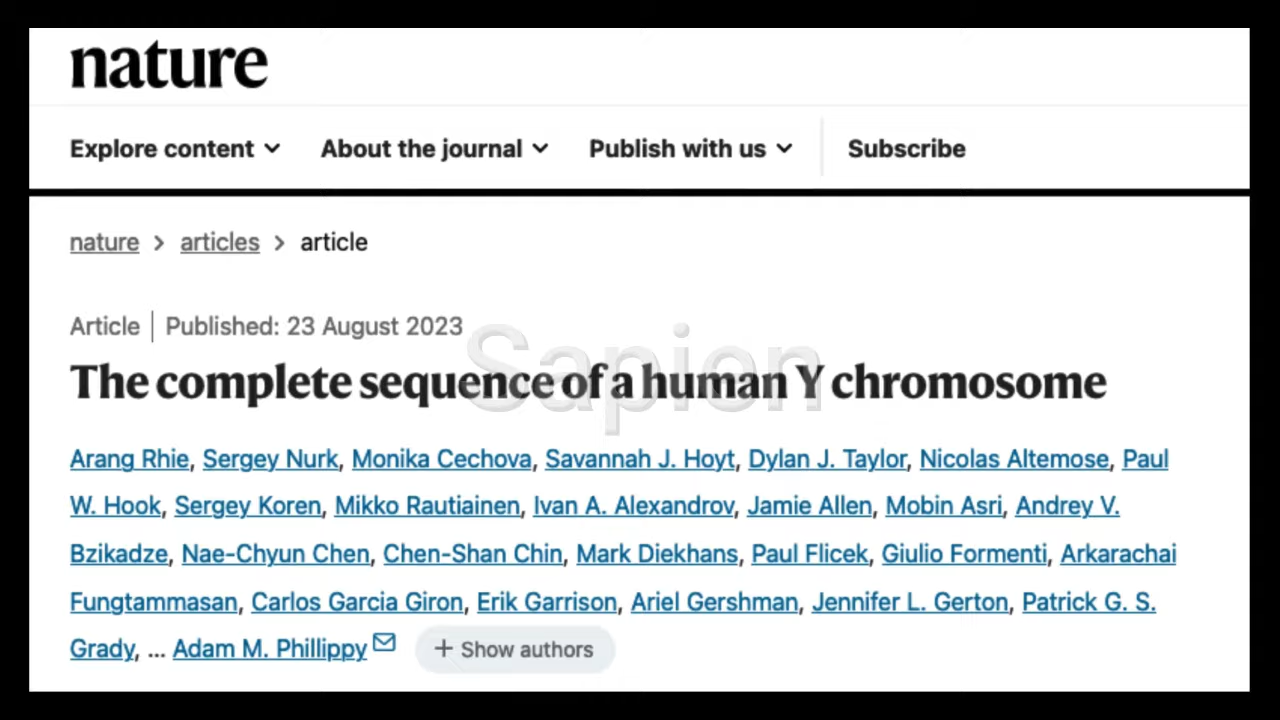 nature
Explore content About the journal Publish with us Subscribe
nature > articles > article
Article | Published: 23 August 2023
Sapion
The complete sequence of a human Y chromosome
Arang Rhie, Sergey Nurk, Monika Cechova, Savannah J. Hoyt, Dylan J. Taylor, Nicolas Altemose, Paul
W. Hook, Sergey Koren, Mikko Rautiainen, Ivan A. Alexandrov, Jamie Allen, Mobin Asri, Andrey V.
Bzikadze, Nae-Chyun Chen, Chen-Shan Chin, Mark Diekhans, Paul Flicek, Giulio Formenti, Arkarachai
Fungtammasan, Carlos Garcia Giron, Erik Garrison, Ariel Gershman, Jennifer L. Gerton, Patrick G. S.
Grady, ... Adam M. Phillippy + Show authors